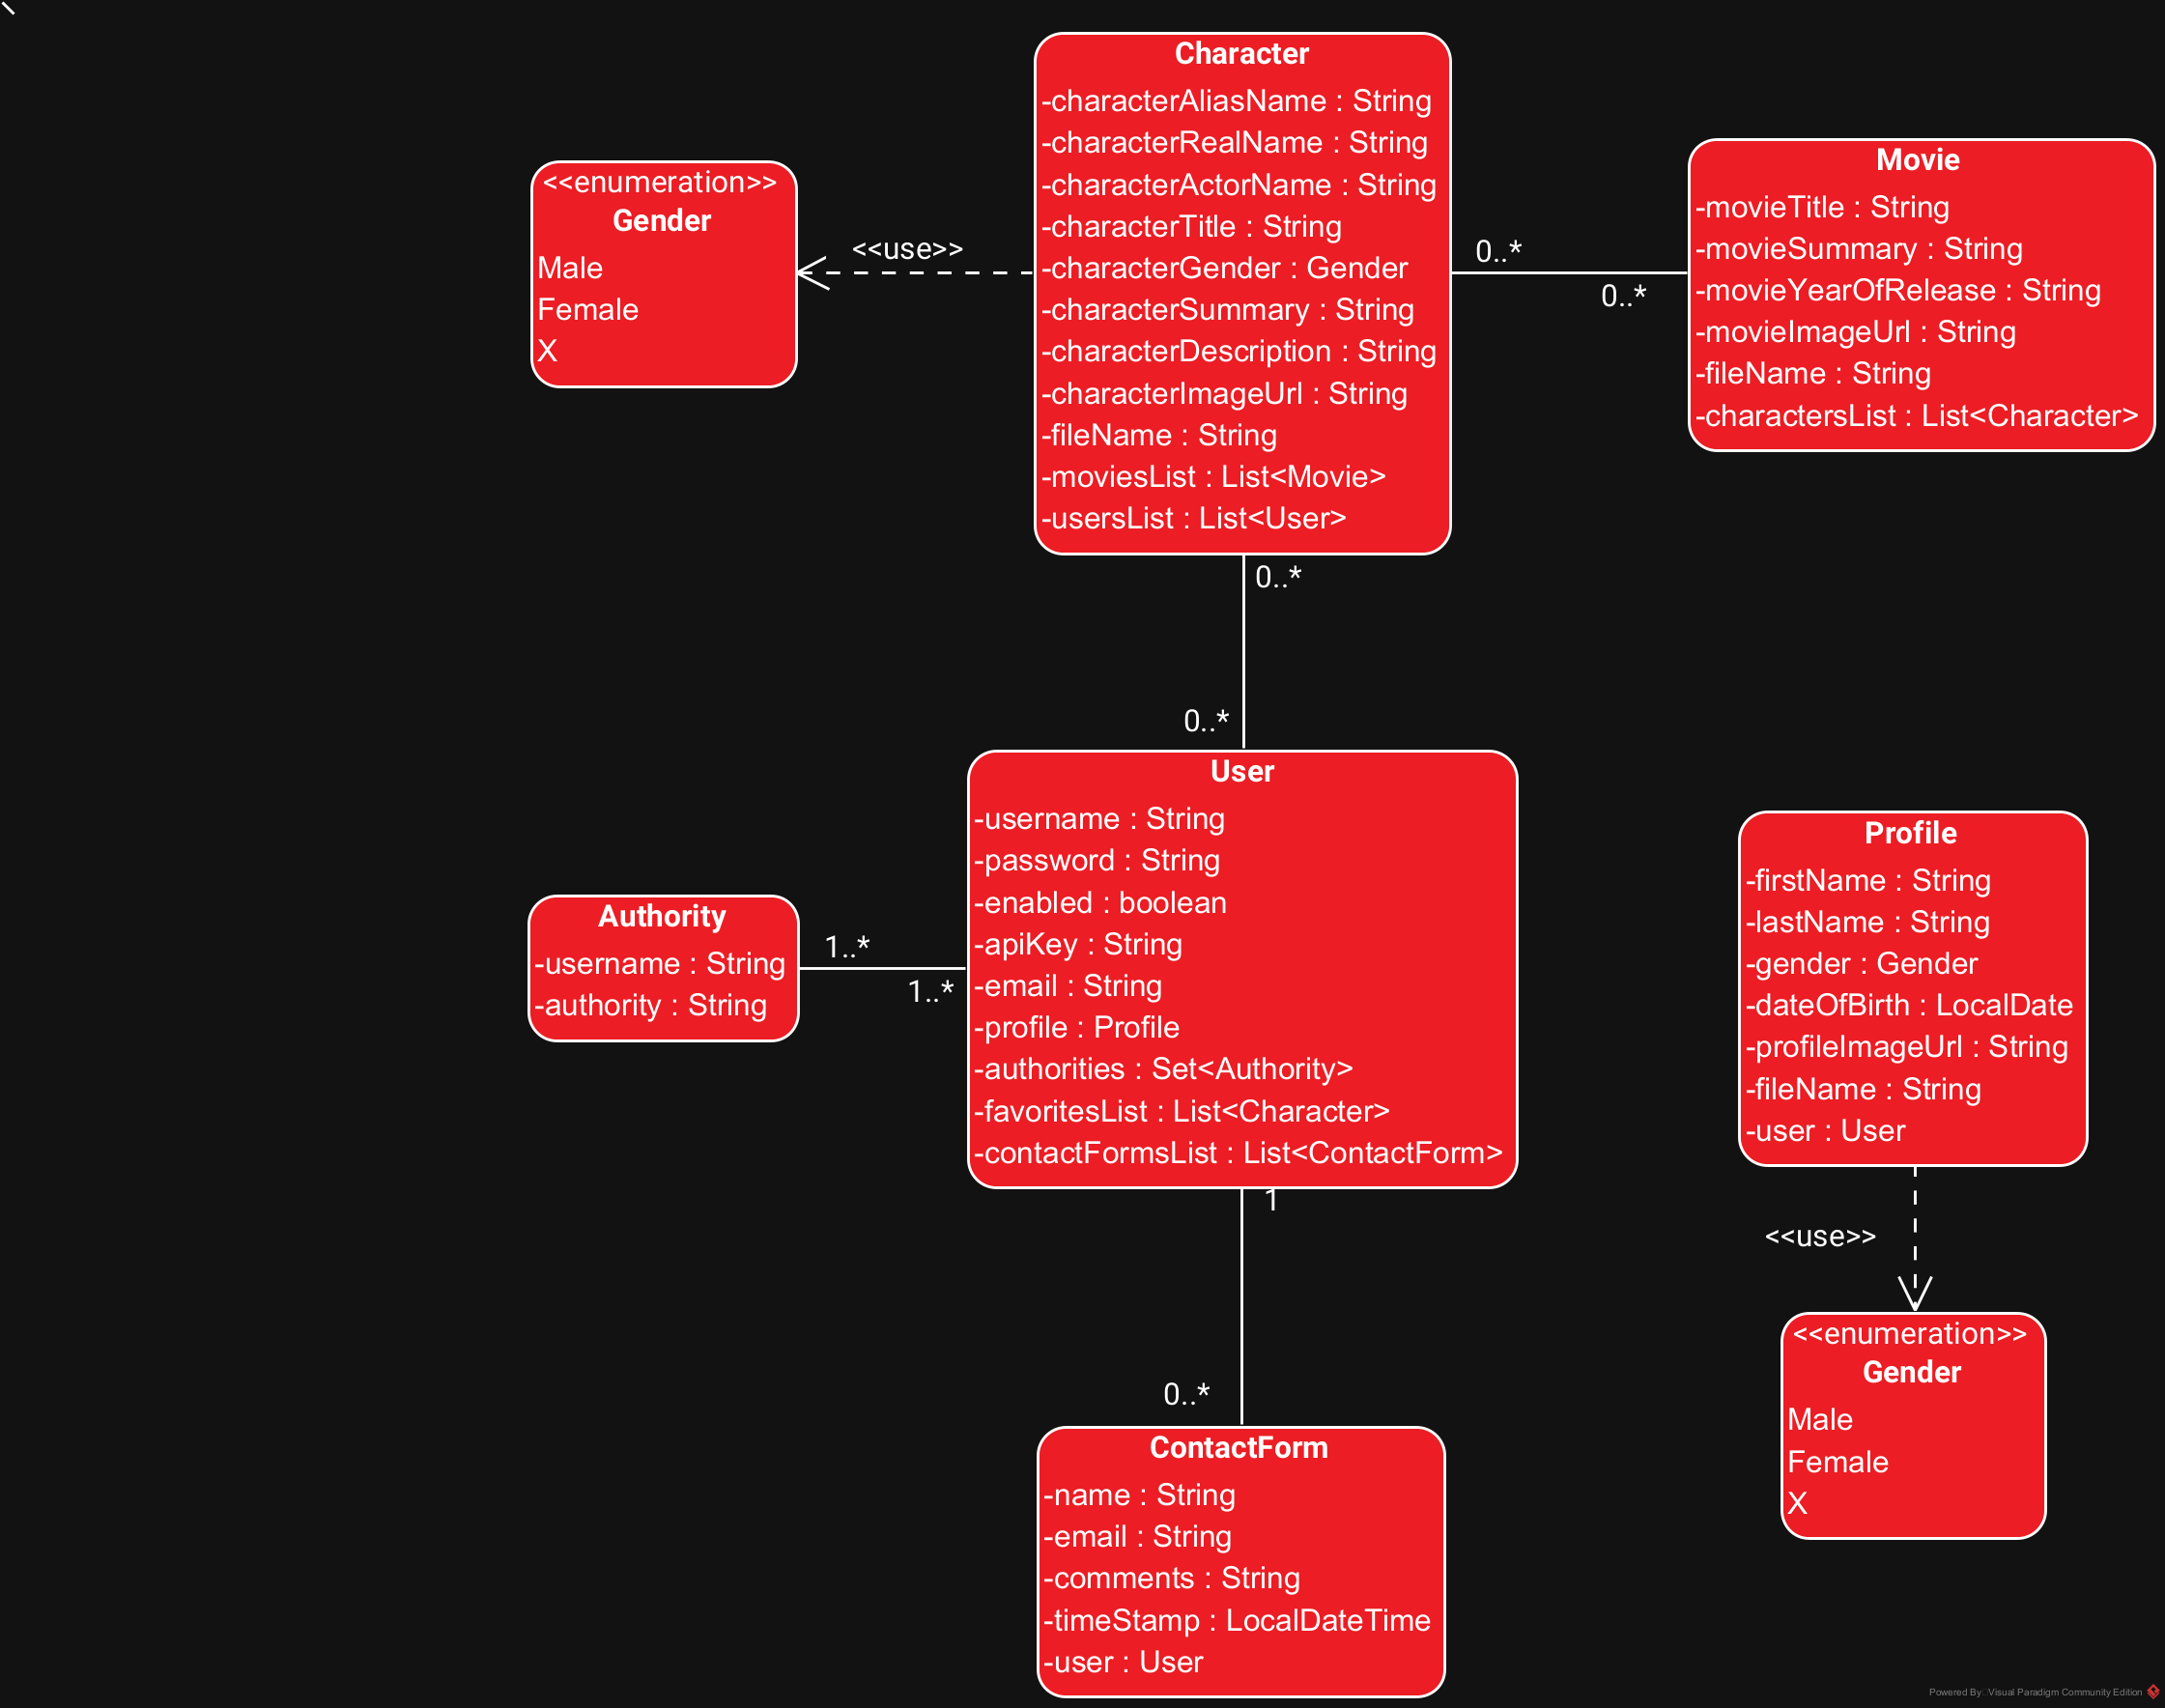 Character
-characterAliasName : String
-characterRealName : String
-characterActorName : String
-characterTitle : String
-characterGender : Gender
-characterSummary : String
-characterDescription : String
-characterImageUrl : String
-fileName : String
-moviesList : List<Movie>
-usersList : List<User>
<<enumeration>>
Gender
Male
Female
X
<<use>>
0..*
0..*
Movie
-movieTitle : String
-movieSummary : String
-movieYearOfRelease : String
-movieImageUrl : String
-fileName : String
-charactersList : List<Character>
0..*
0..*
User
-username : String
-password : String
-enabled : boolean
-apiKey : String
-email : String
-profile : Profile
-authorities : Set<Authority>
-favoritesList : List<Character>
-contactFormsList : List<ContactForm>
Authority
-username : String
-authority : String
1..*
1..*
Profile
-firstName : String
-lastName : String
-gender : Gender
-dateOfBirth : LocalDate
-profileImageUrl : String
-fileName : String
-user : User
<<use>>
<<enumeration>>
Gender
Male
Female
X
1
0..*
ContactForm
-name : String
-email : String
-comments : String
-timeStamp : LocalDateTime
-user : User
Powered By Visual Paradigm Community Edition